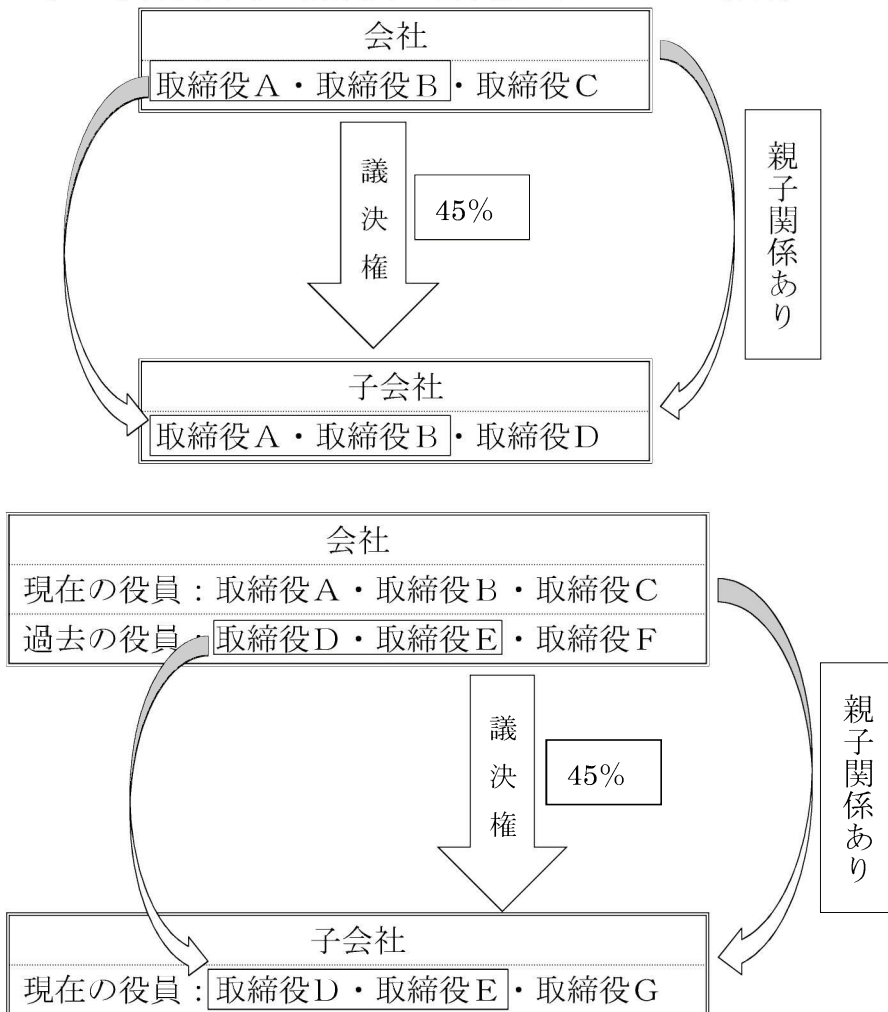 会社
取締役A・取締役B・取締役C
議決権
45%
親子関係あり
子会社
取締役A・取締役B・取締役D
会社
現在の役員：取締役A・取締役B・取締役C
過去の役員：取締役D・取締役E・取締役F
議決権
45%
親子関係あり
子会社
現在の役員：取締役D・取締役E・取締役G